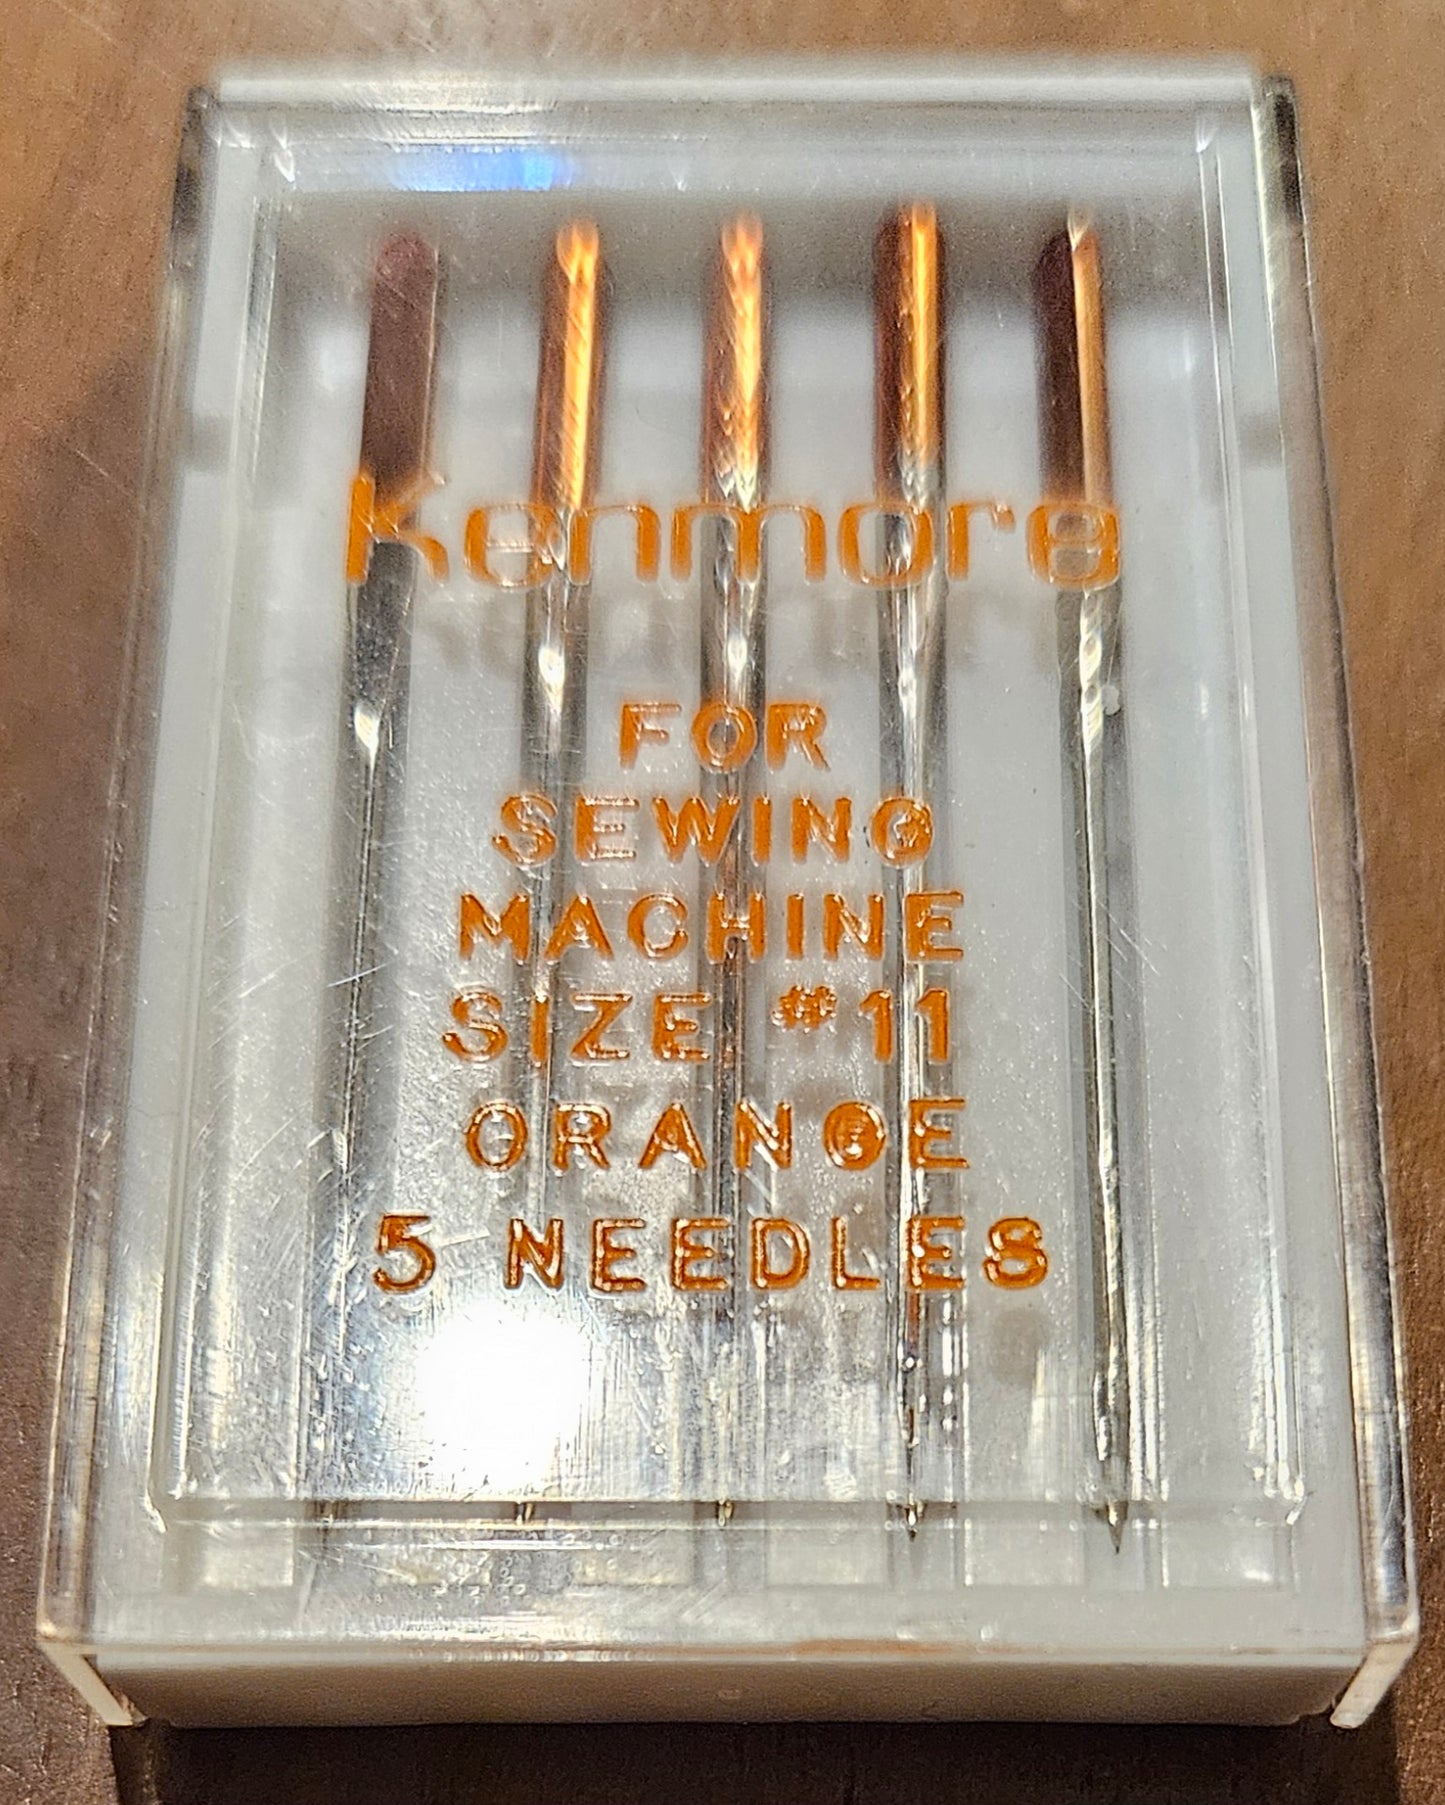 Kenmore
FOR
SEWING
MACHINE
SIZE #11
ORANGE
5 NEEDLES